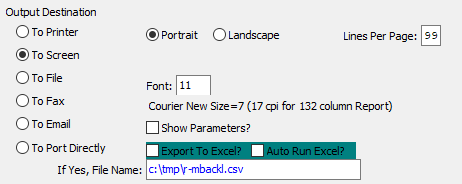 Output Destination
To Printer
Portrait Landscape Lines Per Page: 99
To Screen
To File
Font: 11
To Fax
Courier New Size=7 (17 cpi for 132 column Report)
To Email
Show Parameters?
To Port Directly
Export To Excel? Auto Run Excel?
If Yes, File Name: c:\tmp\r-mbackl.csv